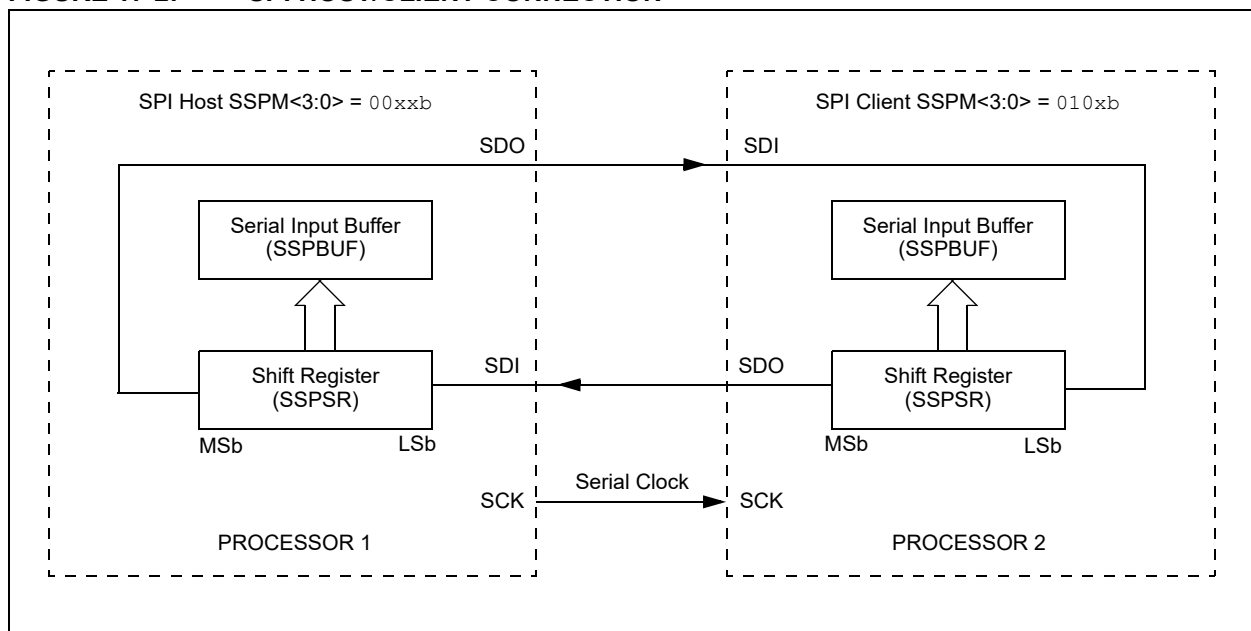 SPI Host SSPM<3:0> = 00xxb
SPI Client SSPM<3:0> = 010xb
SDO
SDI
Serial Input Buffer
(SSPBUF)
Serial Input Buffer
(SSPBUF)
SDI
SDO
Shift Register
(SSPSR)
Shift Register
(SSPSR)
MSb
LSb
MSb
LSb
Serial Clock
SCK
SCK
PROCESSOR 1
PROCESSOR 2